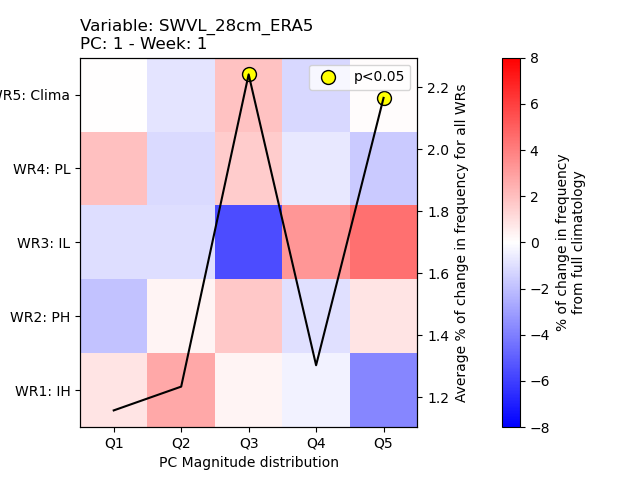 Variable: SWVL_28cm_ERA5
PC: 1 - Week: 1
p<0.05
WR5: Clima
WR4: PL
WR3: IL
WR2: PH
WR1: IH
Q1 Q2 Q3 Q4 Q5
PC Magnitude distribution
2.2
2.0
1.8
1.6
1.4
1.2
Average % of change in frequency for all WRs
8
6
4
2
0
−2
−4
−6
−8
% of change in frequency
from full climatology